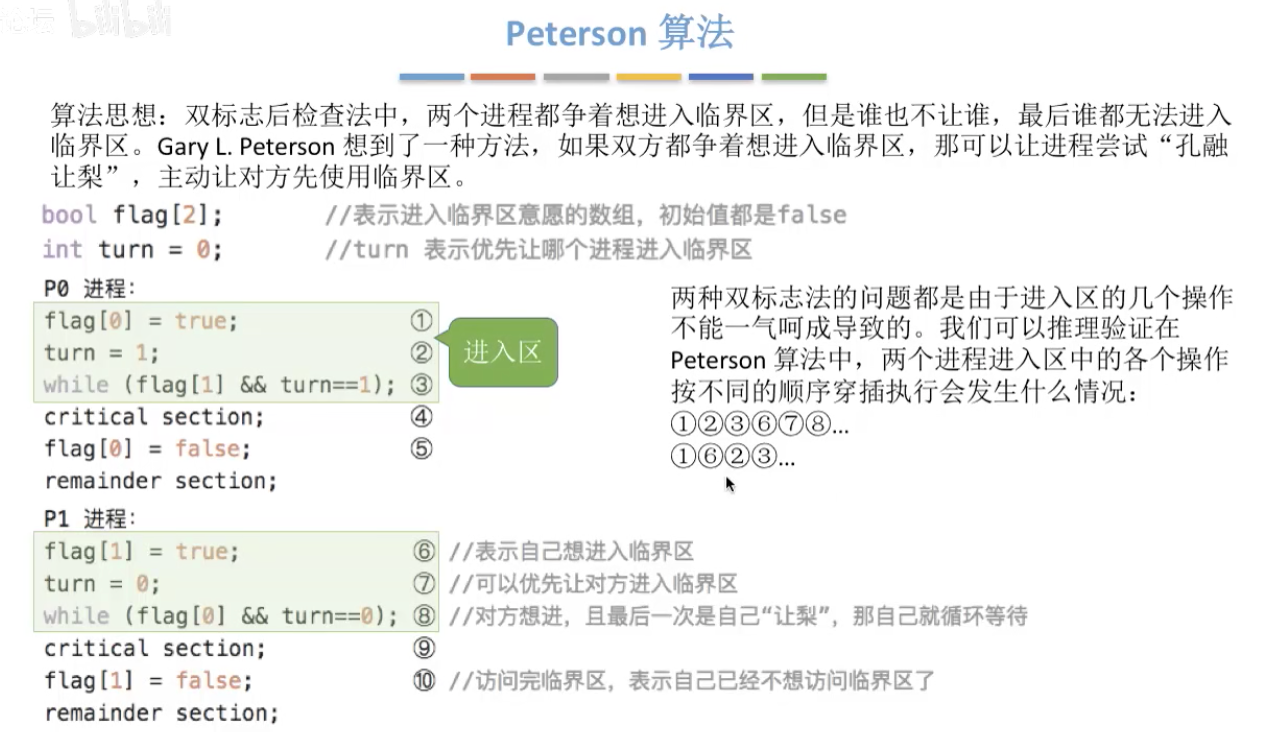 Peterson 算法
算法思想：双标志后检查法中，两个进程都争着想进入临界区，但是谁也不让谁，最后谁都无法进入
临界区。Gary L. Peterson 想到了一种方法，如果双方都争着想进入临界区，那可以让进程尝试“孔融
让梨”，主动让对方先使用临界区。
bool flag[2]; //表示进入临界区意愿的数组，初始值都是false
int turn = 0; //turn 表示优先让哪个进程进入临界区
P0 进程：
flag[0] = true; ①
turn = 1; ②
while (flag[1] && turn==1); ③
进入区
critical section; ④
flag[0] = false; ⑤
remainder section;
两种双标志法的问题都是由于进入区的几个操作
不能一气呵成导致的。我们可以推理验证在
Peterson 算法中，两个进程进入区中的各个操作
按不同的顺序穿插执行会发生什么情况：
①②③⑥⑦⑧...
①⑥②③...
P1 进程：
flag[1] = true; ⑥ //表示自己想进入临界区
turn = 0; ⑦ //可以优先让对方进入临界区
while (flag[0] && turn==0); ⑧ //对方想进，且最后一次是自己“让梨”，那自己就循环等待
critical section; ⑨
flag[1] = false; ⑩ //访问完临界区，表示自己已经不想访问临界区了
remainder section;